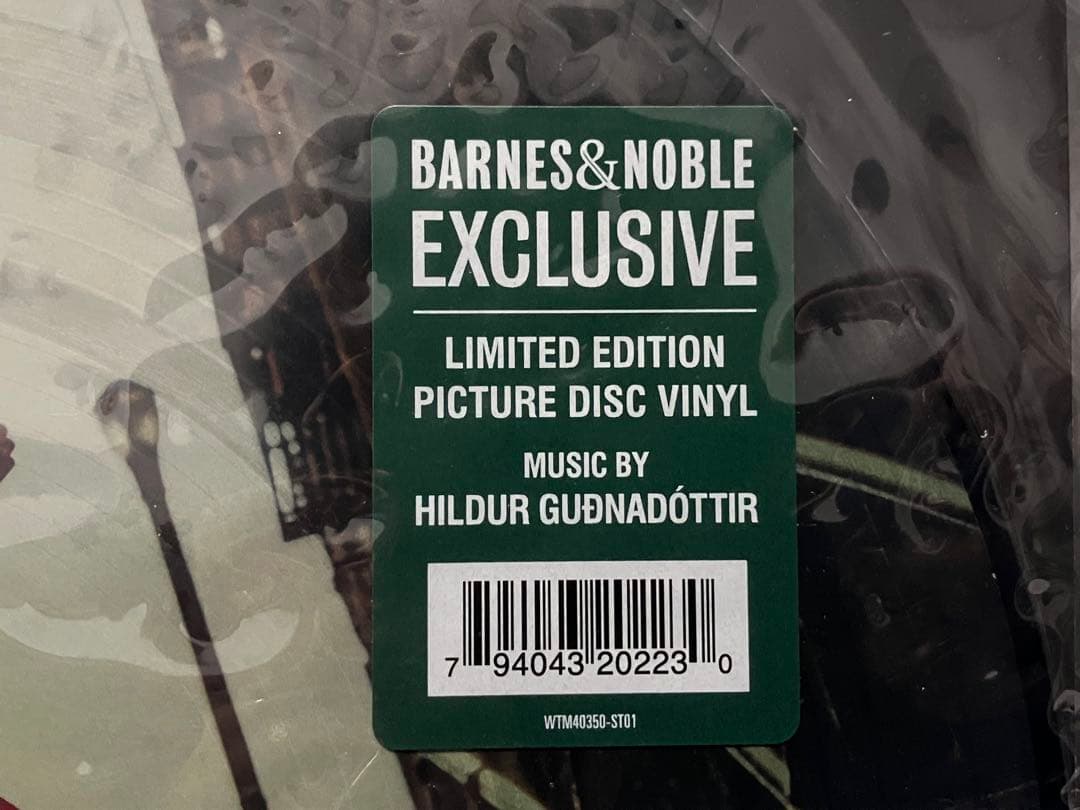 BARNES&NOBLE
EXCLUSIVE
LIMITED EDITION
PICTURE DISC VINYL
MUSIC BY
HILDUR GUÐNADÓTTIR
7 94043 20223 0
WTM40350-ST01